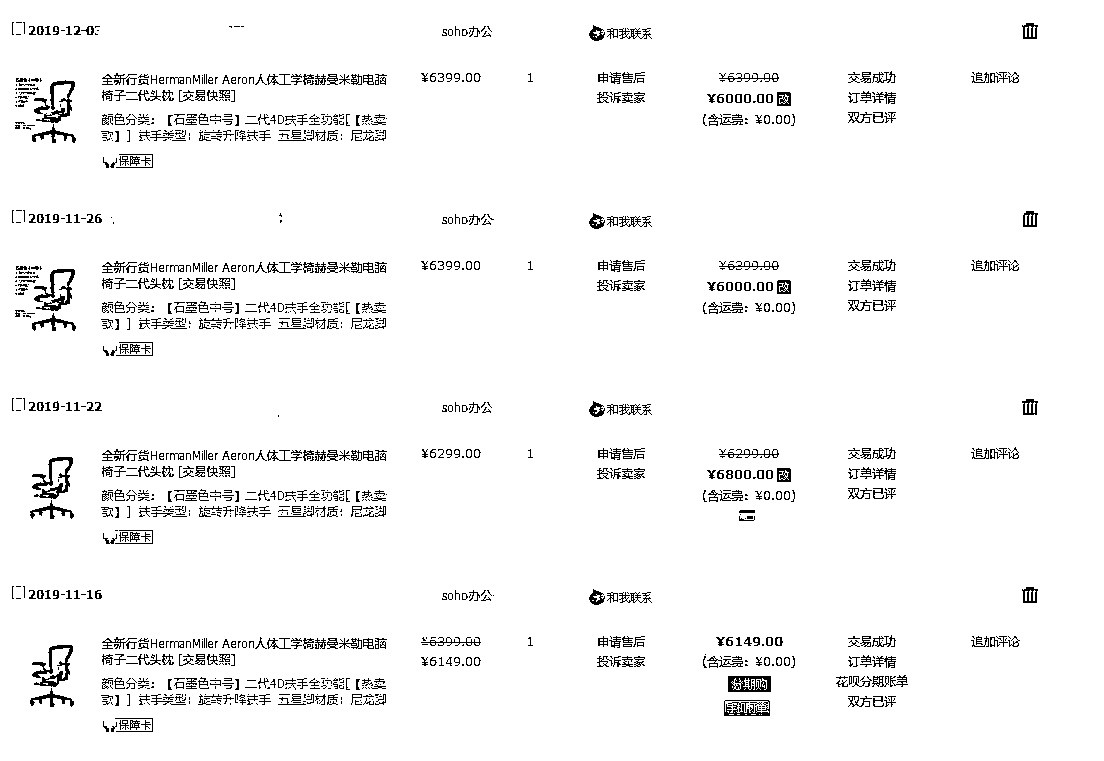 2019-12-03 soho办公 和我联系
全新行货HermanMiller Aeron人体工学椅赫曼米勒电脑 ¥6399.00 1 申请售后 ¥6399.00 交易成功 追加评论
椅子二代头枕 [交易快照] 投诉卖家 ¥6000.00 改 订单详情
颜色分类：【石墨色中号】二代4D扶手全功能[【热卖 (含运费：¥0.00) 双方已评
款】] 扶手类型：旋转升降扶手 五星脚材质：尼龙脚
保障卡
2019-11-26 soho办公 和我联系
全新行货HermanMiller Aeron人体工学椅赫曼米勒电脑 ¥6399.00 1 申请售后 ¥6399.00 交易成功 追加评论
椅子二代头枕 [交易快照] 投诉卖家 ¥6000.00 改 订单详情
颜色分类：【石墨色中号】二代4D扶手全功能[【热卖 (含运费：¥0.00) 双方已评
款】] 扶手类型：旋转升降扶手 五星脚材质：尼龙脚
保障卡
2019-11-22 soho办公 和我联系
全新行货HermanMiller Aeron人体工学椅赫曼米勒电脑 ¥6299.00 1 申请售后 ¥6299.00 交易成功 追加评论
椅子二代头枕 [交易快照] 投诉卖家 ¥6800.00 改 订单详情
颜色分类：【石墨色中号】二代4D扶手全功能[【热卖 (含运费：¥0.00) 双方已评
款】] 扶手类型：旋转升降扶手 五星脚材质：尼龙脚
保障卡
2019-11-16 soho办公 和我联系
全新行货HermanMiller Aeron人体工学椅赫曼米勒电脑 ¥6399.00 1 申请售后 ¥6149.00 交易成功 追加评论
椅子二代头枕 [交易快照] ¥6149.00 投诉卖家 (含运费：¥0.00) 订单详情
颜色分类：【石墨色中号】二代4D扶手全功能[【热卖 分期购 花呗分期账单
款】] 扶手类型：旋转升降扶手 五星脚材质：尼龙脚 手机订单 双方已评
保障卡